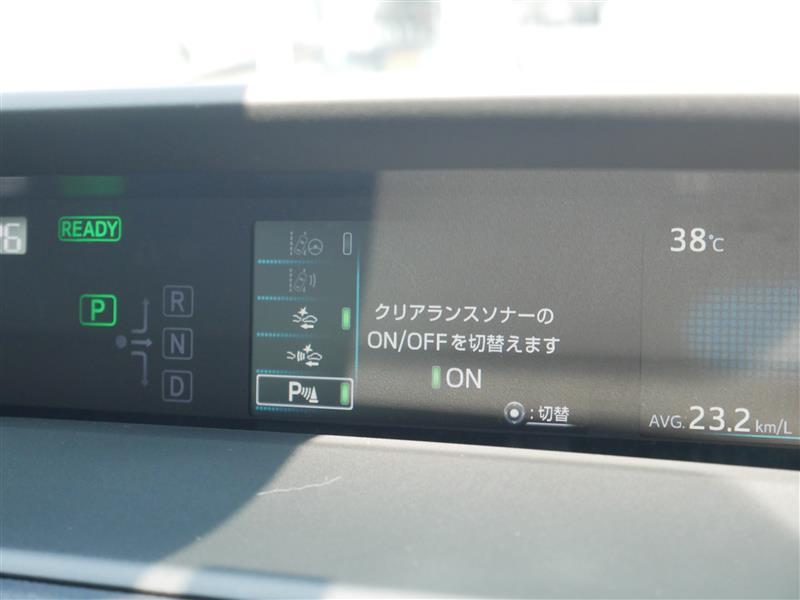 READY
38℃
P
R
N
D
クリアランスソナーの
ON/OFFを切替えます
ON
P
:切替
AVG. 23.2 km/L